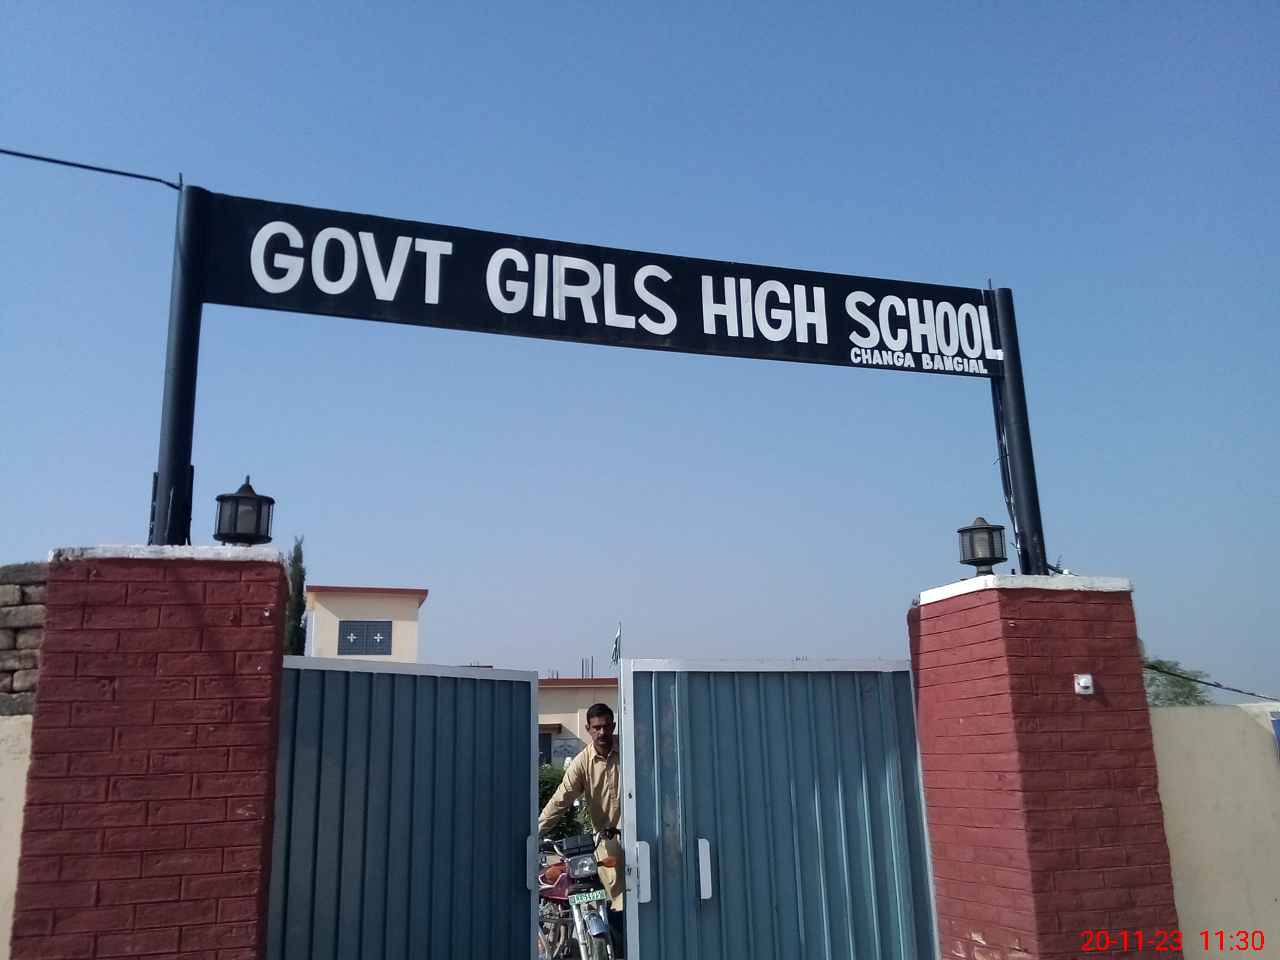 GOVT GIRLS HIGH SCHOOL
CHANGA BANGIAL
20-11-23 11:30